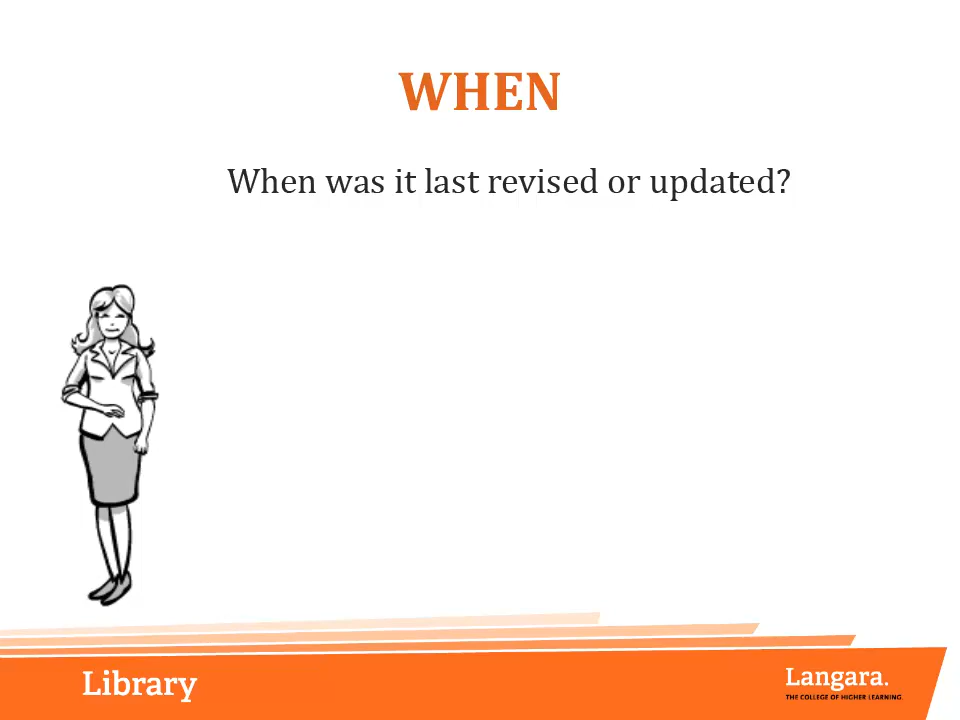 WHEN
When was it last revised or updated?
Library
Langara.
THE COLLEGE OF HIGHER LEARNING.